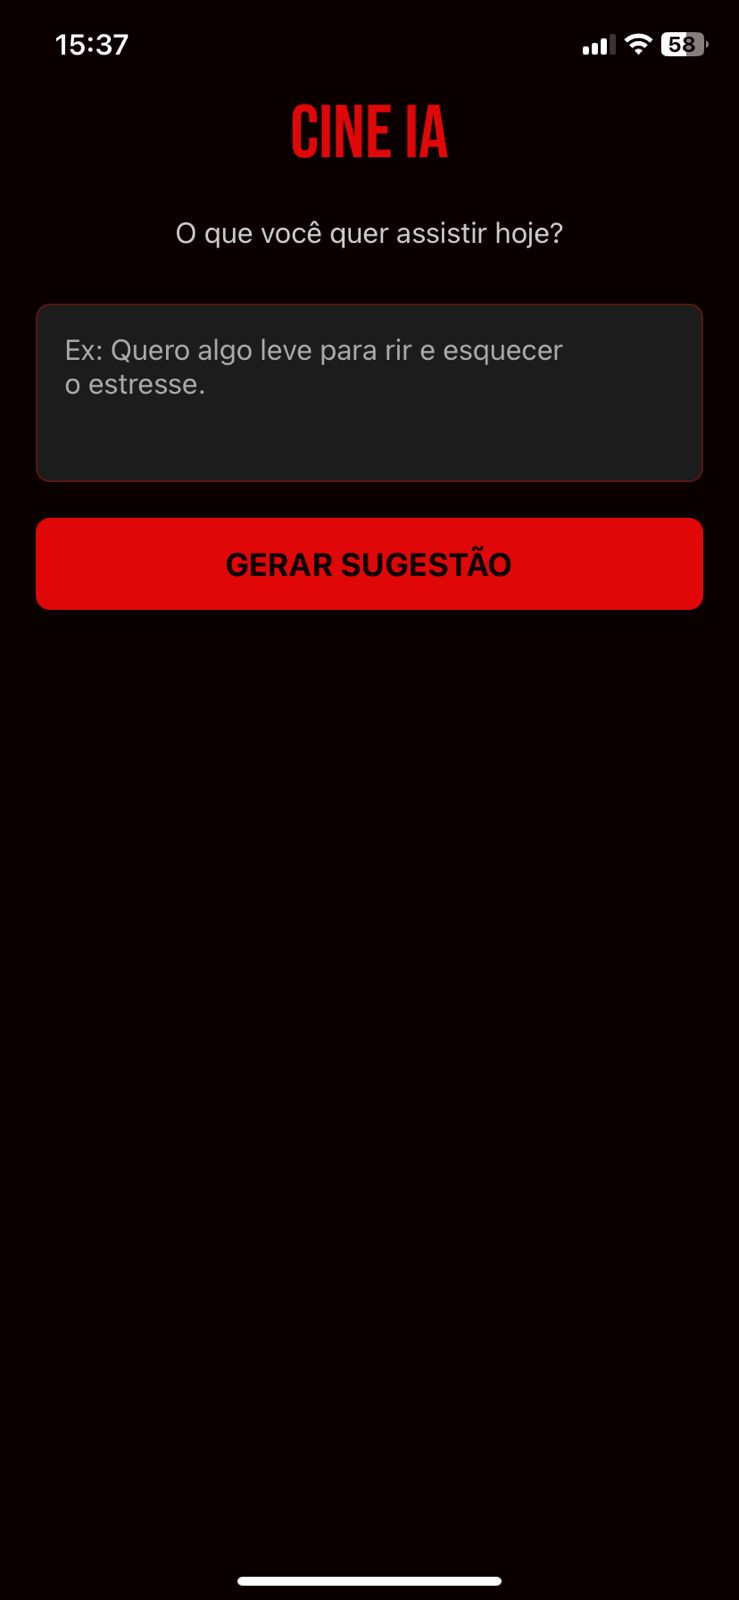 15:37
58
CINE IA
O que você quer assistir hoje?
Ex: Quero algo leve para rir e esquecer
o estresse.
GERAR SUGESTÃO